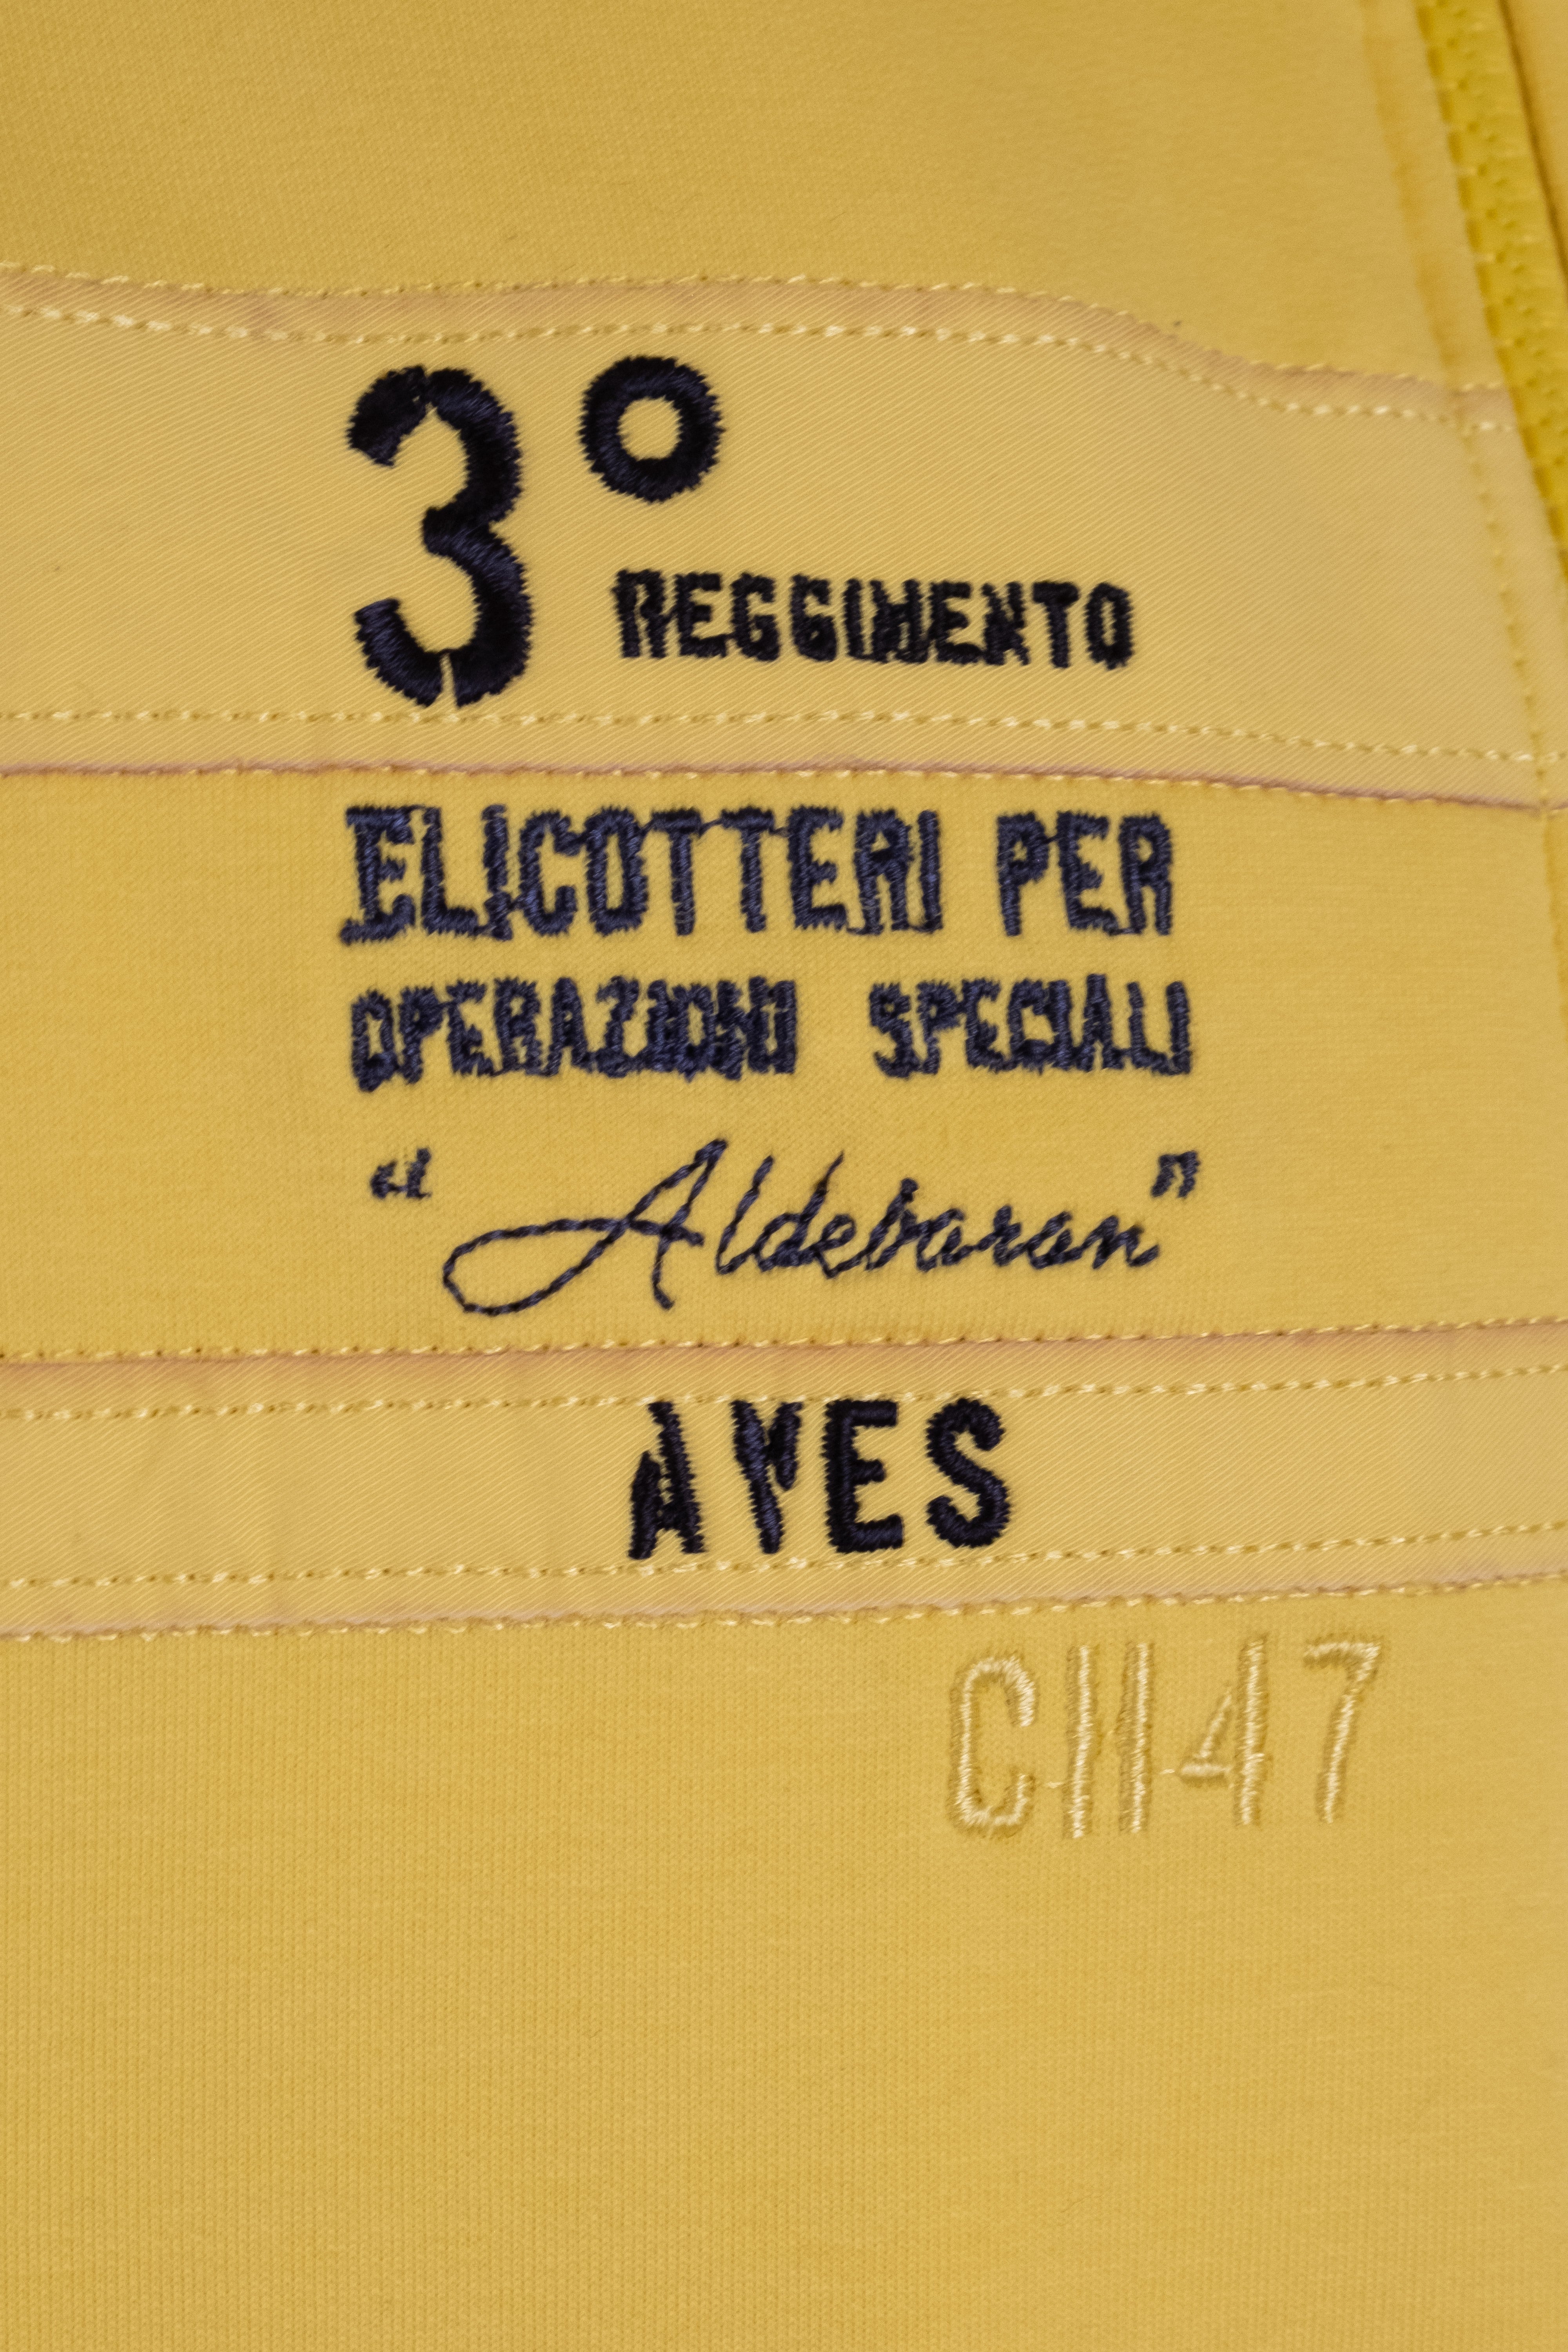 3° REGGIMENTO
ELICOTTERI PER
OPERAZIONI SPECIALI
“Aldebaran”
AVES
CH47